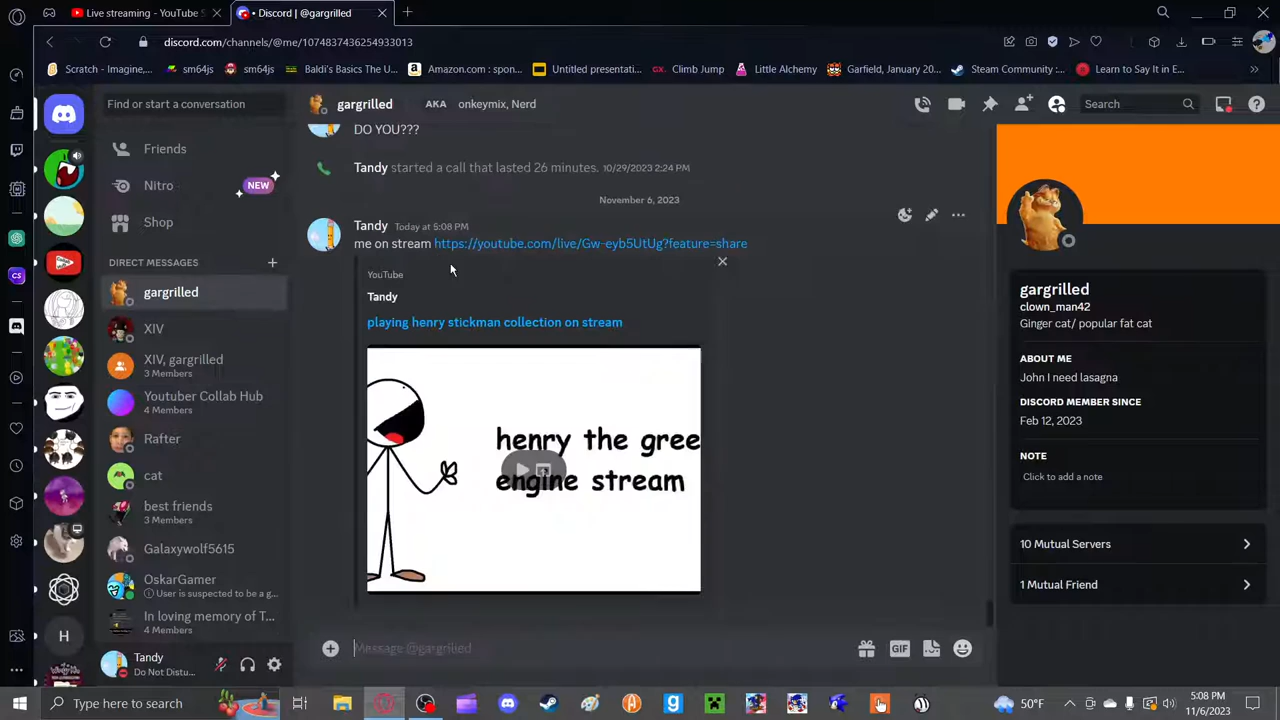 Live streaming - YouTube S
• Discord | @gargrilled
discord.com/channels/@me/1074837436254933013
Scratch - Imagine,...
sm64js
sm64js
Baldi's Basics The U...
Amazon.com : spon...
Untitled presentatio...
GX. Climb Jump
Little Alchemy
Garfield, January 20...
Steam Community :...
Learn to Say It in E...
Find or start a conversation
gargrilled
AKA
onkeymix, Nerd
Search
Friends
Nitro
NEW
Shop
DIRECT MESSAGES
gargrilled
XIV
XIV, gargrilled
3 Members
Youtuber Collab Hub
4 Members
Rafter
cat
best friends
3 Members
Galaxywolf5615
OskarGamer
User is suspected to be a g...
In loving memory of T...
4 Members
H
Tandy
Do Not Distu...
DO YOU???
Tandy started a call that lasted 26 minutes. 10/29/2023 2:24 PM
November 6, 2023
Tandy Today at 5:08 PM
me on stream https://youtube.com/live/Gw-eyb5UtUg?feature=share
YouTube
Tandy
playing henry stickman collection on stream
henry the gree
engine stream
Message @gargrilled
GIF
gargrilled
clown_man42
Ginger cat/ popular fat cat
ABOUT ME
John I need lasagna
DISCORD MEMBER SINCE
Feb 12, 2023
NOTE
Click to add a note
10 Mutual Servers
1 Mutual Friend
Type here to search
50°F
5:08 PM
11/6/2023